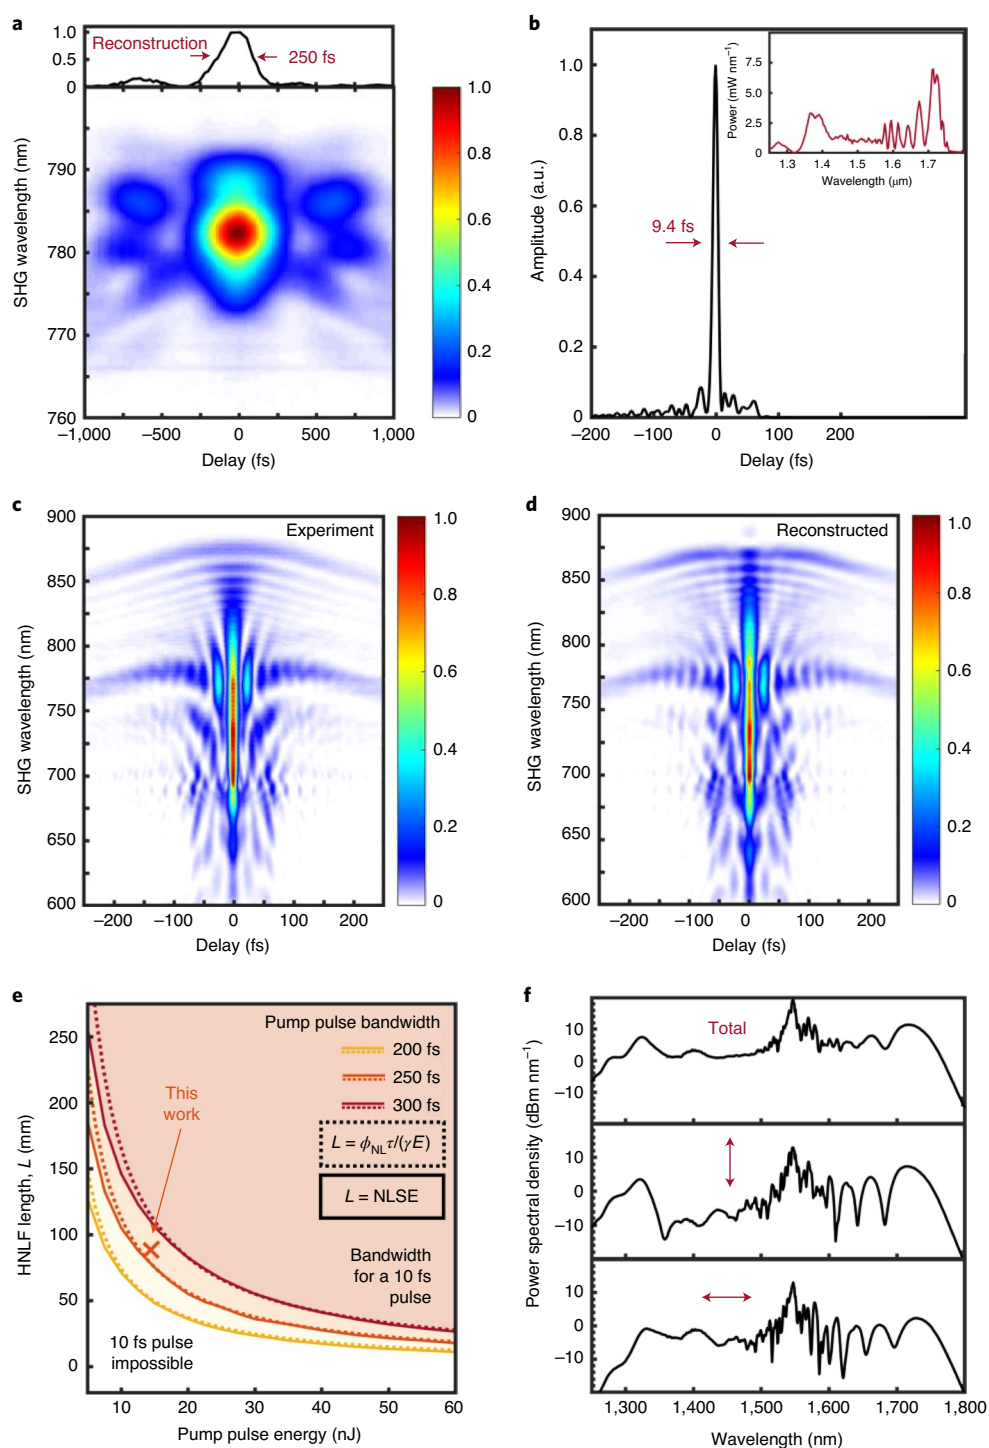 a
1.0
0.5
0
Reconstruction
250 fs
SHG wavelength (nm)
790
780
770
760
−1,000
−500
0
500
1,000
Delay (fs)
1.0
0.8
0.6
0.4
0.2
0
b
Amplitude (a.u.)
1.0
0.8
0.6
0.4
0.2
0
9.4 fs
−200
−100
0
100
200
Delay (fs)
Power (mW nm−1)
7.5
5.0
2.5
0
1.3
1.4
1.5
1.6
1.7
Wavelength (μm)
c
Experiment
SHG wavelength (nm)
900
850
800
750
700
650
600
−200
−100
0
100
200
Delay (fs)
1.0
0.8
0.6
0.4
0.2
0
d
Reconstructed
SHG wavelength (nm)
900
850
800
750
700
650
600
−200
−100
0
100
200
Delay (fs)
1.0
0.8
0.6
0.4
0.2
0
e
HNLF length, L (mm)
250
200
150
100
50
0
Pump pulse bandwidth
200 fs
250 fs
300 fs
This
work
L = ϕNLτ/(γE)
L = NLSE
Bandwidth
for a 10 fs
pulse
10 fs pulse
impossible
10
20
30
40
50
60
Pump pulse energy (nJ)
f
Power spectral density (dBm nm−1)
Total
10
0
−10
10
0
−10
10
0
−10
1,300
1,400
1,500
1,600
1,700
1,800
Wavelength (nm)